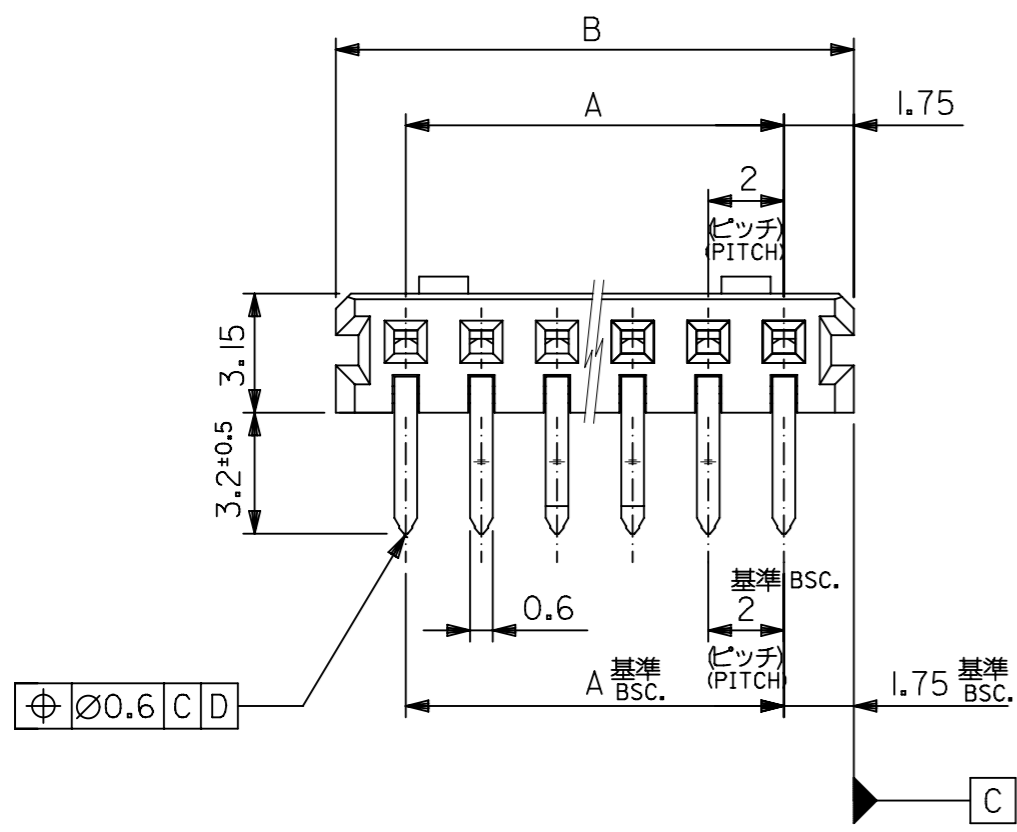 B
A
1.75
2
(ピッチ)
(PITCH)
3.15
3.2±0.5
基準 BSC.
0.6
2
(ピッチ)
(PITCH)
A 基準 BSC.
1.75 基準 BSC.
⌖ ⌀0.6 C D
C